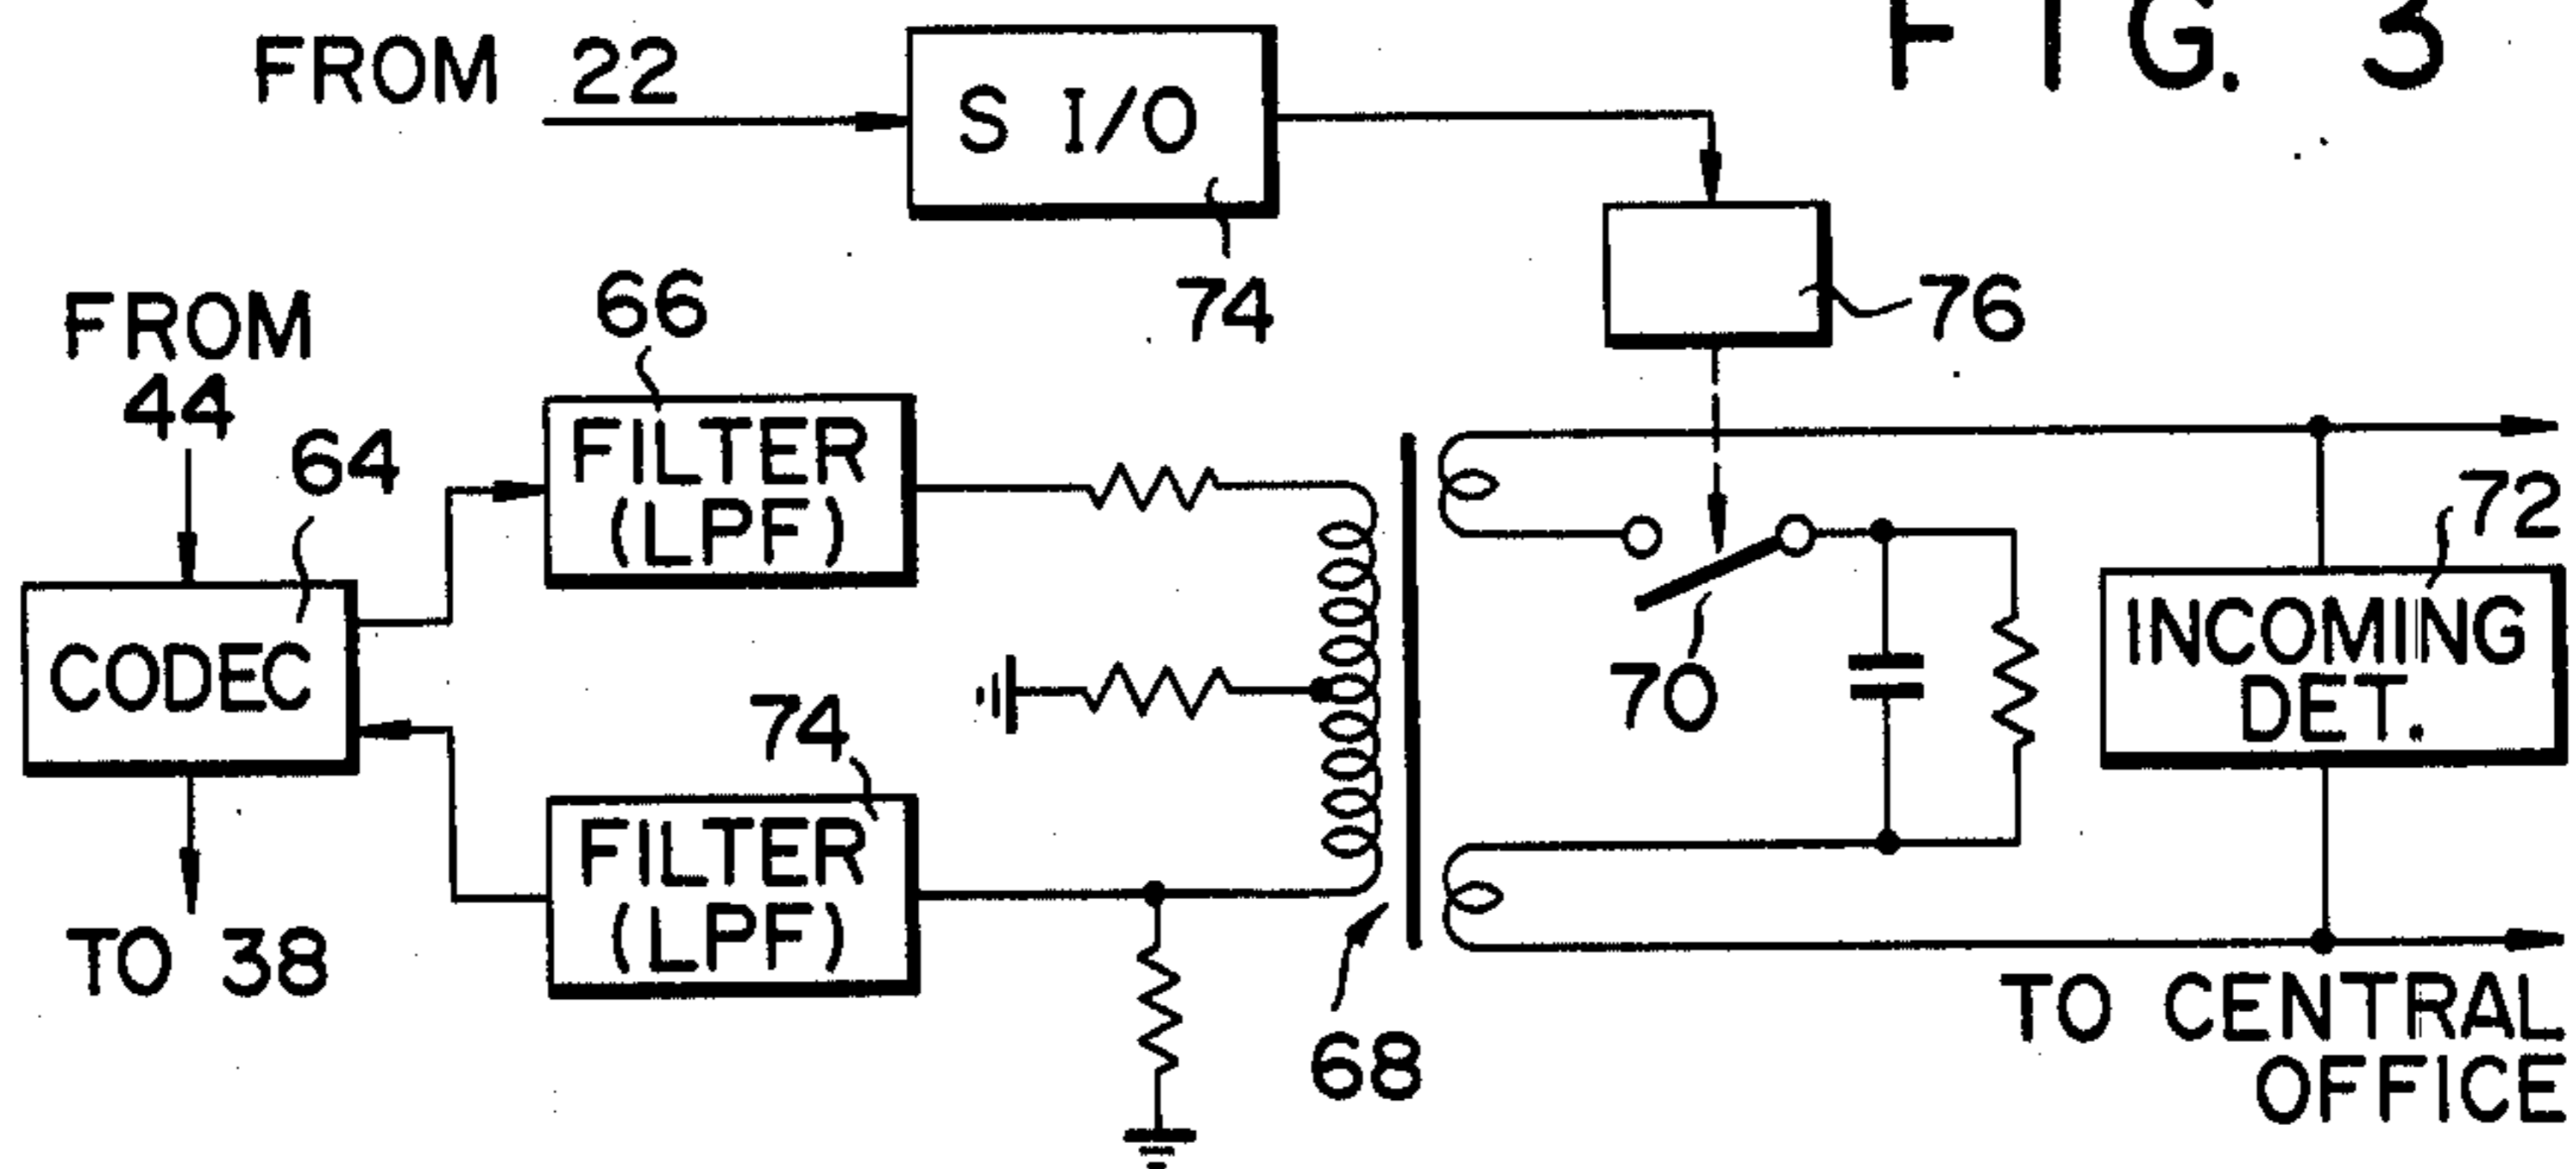 FIG. 3
FROM 22
S I/O
74
76
FROM
44
64
66
FILTER
(LPF)
CODEC
TO 38
74
FILTER
(LPF)
68
70
72
INCOMING
DET.
TO CENTRAL
OFFICE